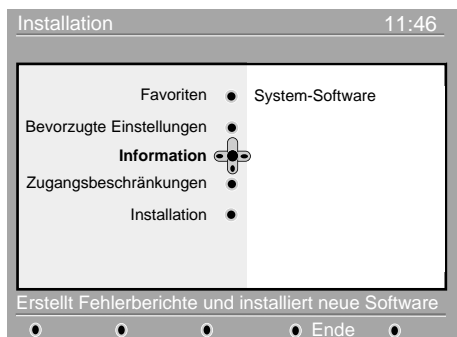 Installation 11:46
Favoriten System-Software
Bevorzugte Einstellungen
Information
Zugangsbeschränkungen
Installation
Erstellt Fehlerberichte und installiert neue Software
Ende